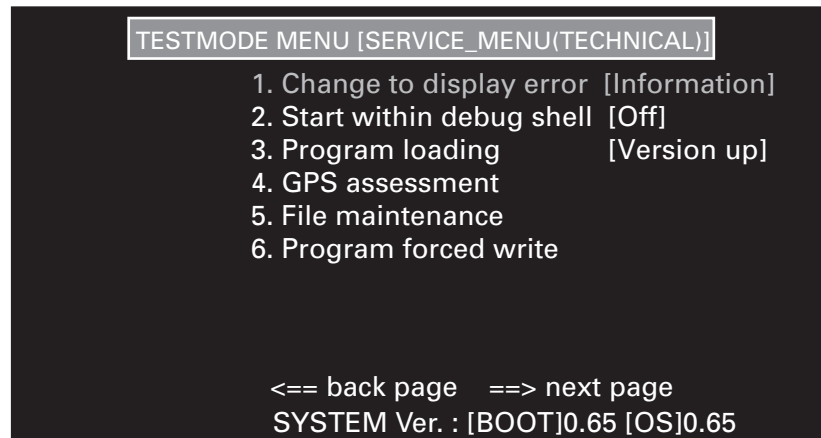 TESTMODE MENU [SERVICE_MENU(TECHNICAL)]
1. Change to display error [Information]
2. Start within debug shell [Off]
3. Program loading [Version up]
4. GPS assessment
5. File maintenance
6. Program forced write
<== back page ==> next page
SYSTEM Ver. : [BOOT]0.65 [OS]0.65